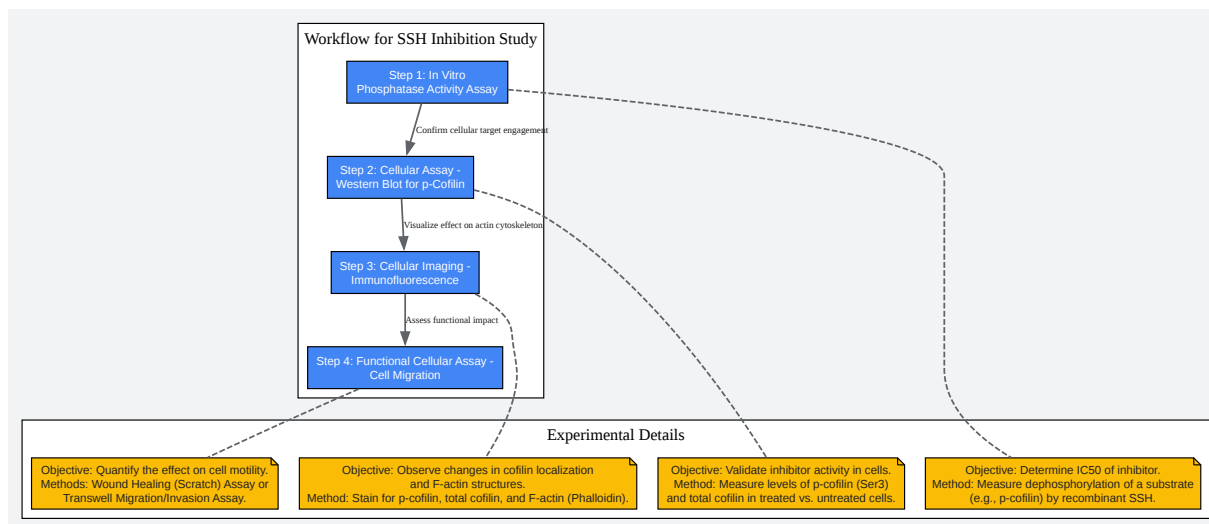 Workflow for SSH Inhibition Study
Step 1: In Vitro
Phosphatase Activity Assay
Confirm cellular target engagement
Step 2: Cellular Assay -
Western Blot for p-Cofilin
Visualize effect on actin cytoskeleton
Step 3: Cellular Imaging -
Immunofluorescence
Assess functional impact
Step 4: Functional Cellular Assay -
Cell Migration
Experimental Details
Objective: Quantify the effect on cell motility.
Methods: Wound Healing (Scratch) Assay or
Transwell Migration/Invasion Assay.
Objective: Observe changes in cofilin localization
and F-actin structures.
Method: Stain for p-cofilin, total cofilin, and F-actin (Phalloidin).
Objective: Validate inhibitor activity in cells.
Method: Measure levels of p-cofilin (Ser3)
and total cofilin in treated vs. untreated cells.
Objective: Determine IC50 of inhibitor.
Method: Measure dephosphorylation of a substrate
(e.g., p-cofilin) by recombinant SSH.